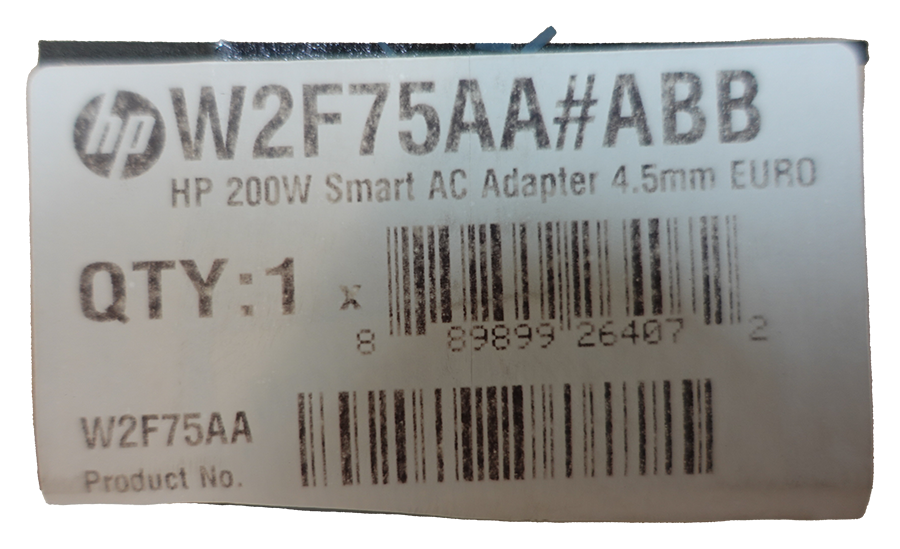 hp W2F75AA#ABB
HP 200W Smart AC Adapter 4.5mm EURO
QTY:1 x
8 89899 26407 2
W2F75AA
Product No.